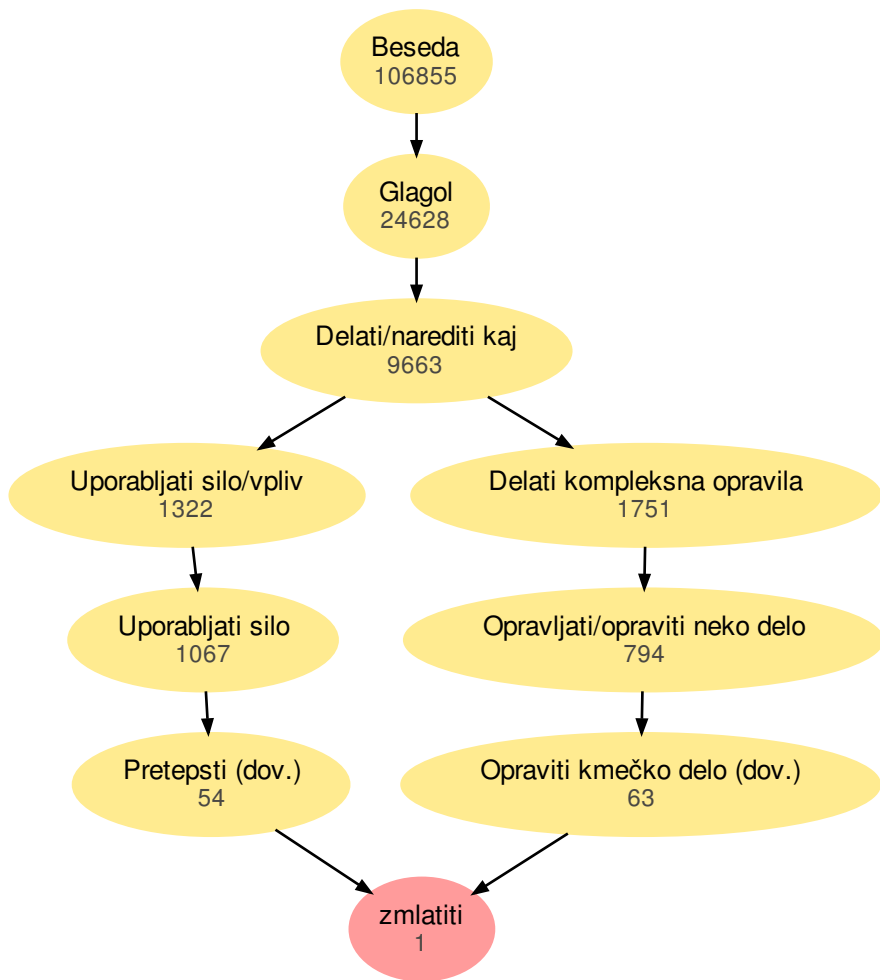 Beseda
106855
Glagol
24628
Delati/narediti kaj
9663
Uporabljati silo/vpliv
1322
Delati kompleksna opravila
1751
Uporabljati silo
1067
Opravljati/opraviti neko delo
794
Pretepsti (dov.)
54
Opraviti kmečko delo (dov.)
63
zmlatiti
1